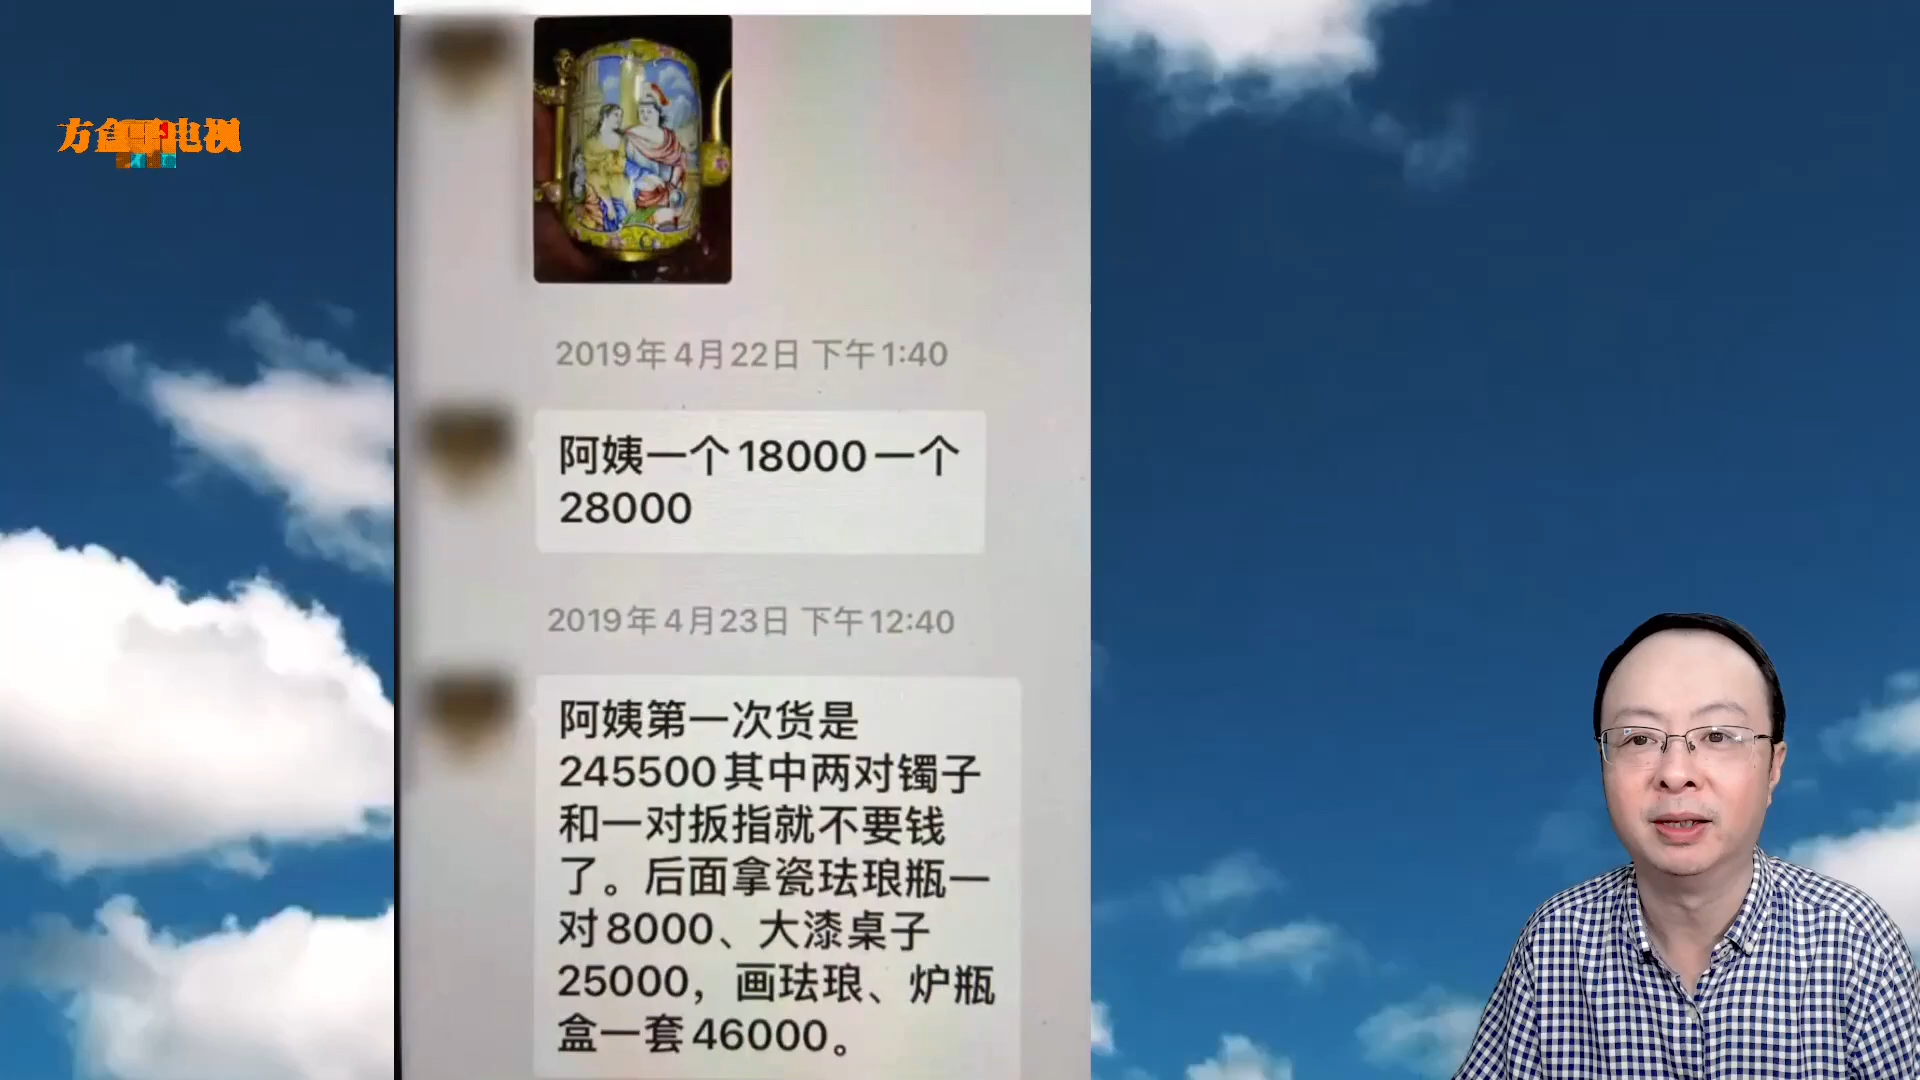 方盒子电视
2019年4月22日 下午1:40
阿姨一个18000一个
28000
2019年4月23日 下午12:40
阿姨第一次货是
245500其中两对镯子
和一对扳指就不要钱
了。后面拿瓷珐琅瓶一
对8000、大漆桌子
25000，画珐琅、炉瓶
盒一套46000。